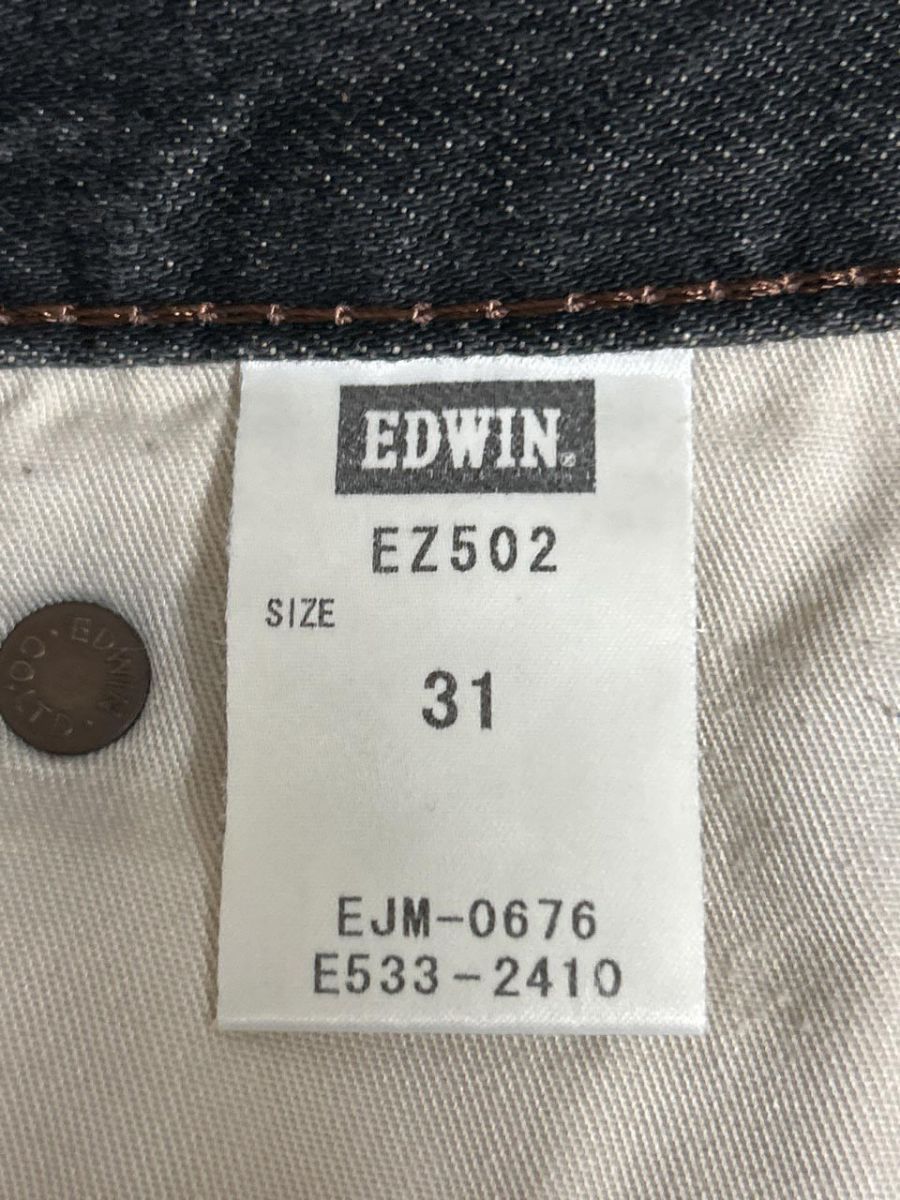 EDWIN®
EZ502
SIZE
31
EJM-0676
E533-2410
·EDWIN·
CO.LTD